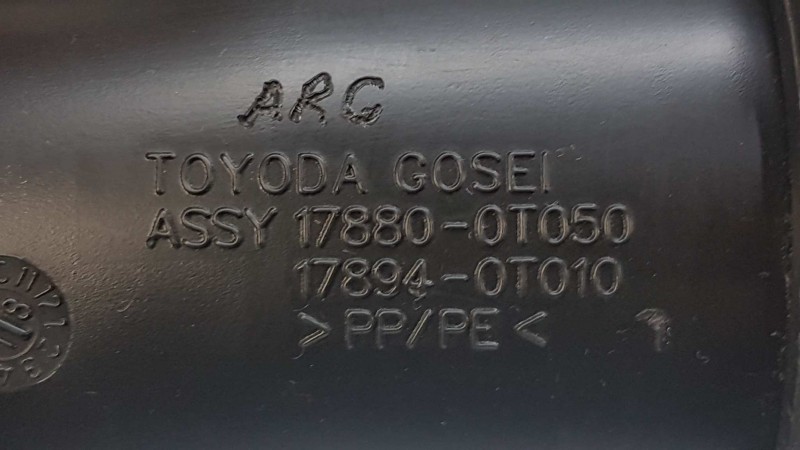 ARG
TOYODA GOSEI
ASSY 17880-0T050
17894-0T010
>PP/PE<